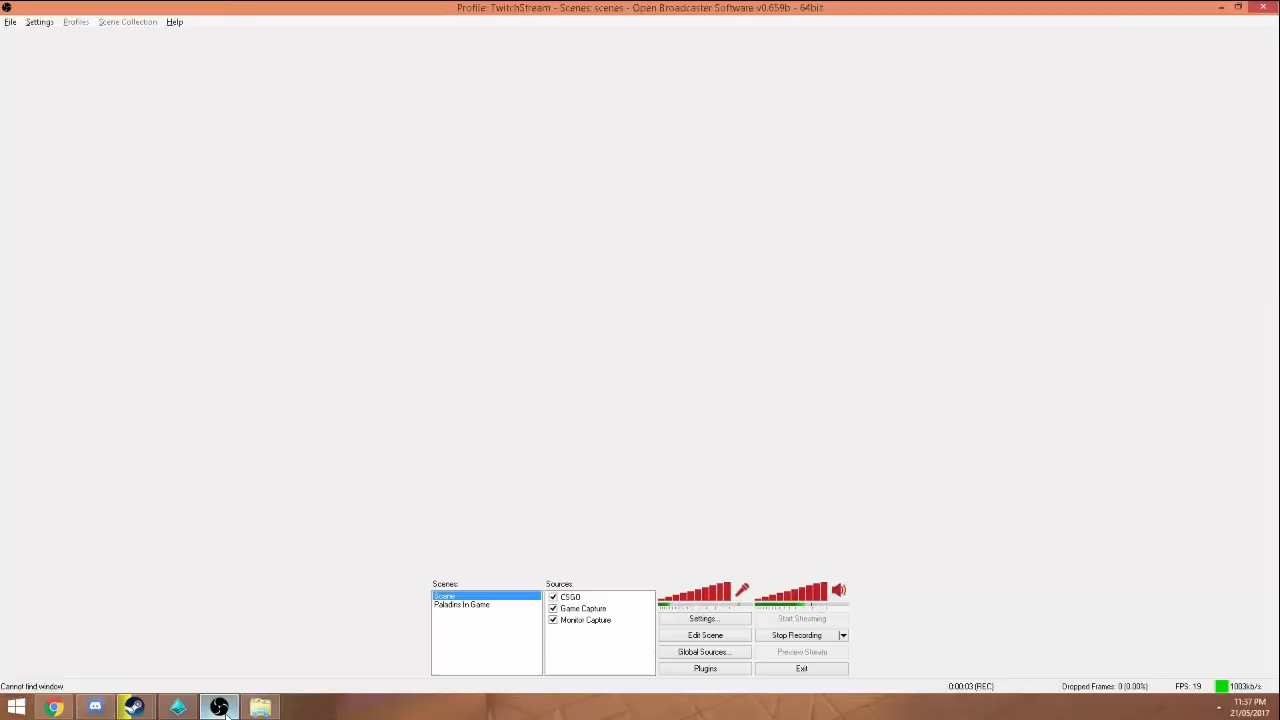 Profile: TwitchStream - Scenes: scenes - Open Broadcaster Software v0.659b - 64bit
File Settings Profiles Scene Collection Help
Scenes:
Scene
Paladins In Game
Sources:
CSGO
Game Capture
Monitor Capture
Settings...
Edit Scene
Global Sources...
Plugins
Start Streaming
Stop Recording
Preview Stream
Exit
Cannot find window
0:00:03 (REC)
Dropped Frames: 0 (0.00%)
FPS: 19
1003kb/s
11:37 PM
21/05/2017